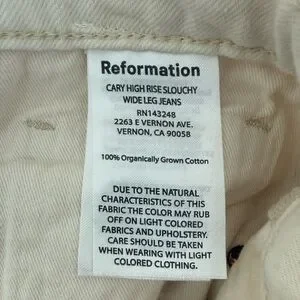 Reformation
CARY HIGH RISE SLOUCHY
WIDE LEG JEANS
RN143248
2263 E VERNON AVE.
VERNON, CA 90058
100% Organically Grown Cotton
DUE TO THE NATURAL
CHARACTERISTICS OF THIS
FABRIC THE COLOR MAY RUB
OFF ON LIGHT COLORED
FABRICS AND UPHOLSTERY.
CARE SHOULD BE TAKEN
WHEN WEARING WITH LIGHT
COLORED CLOTHING.